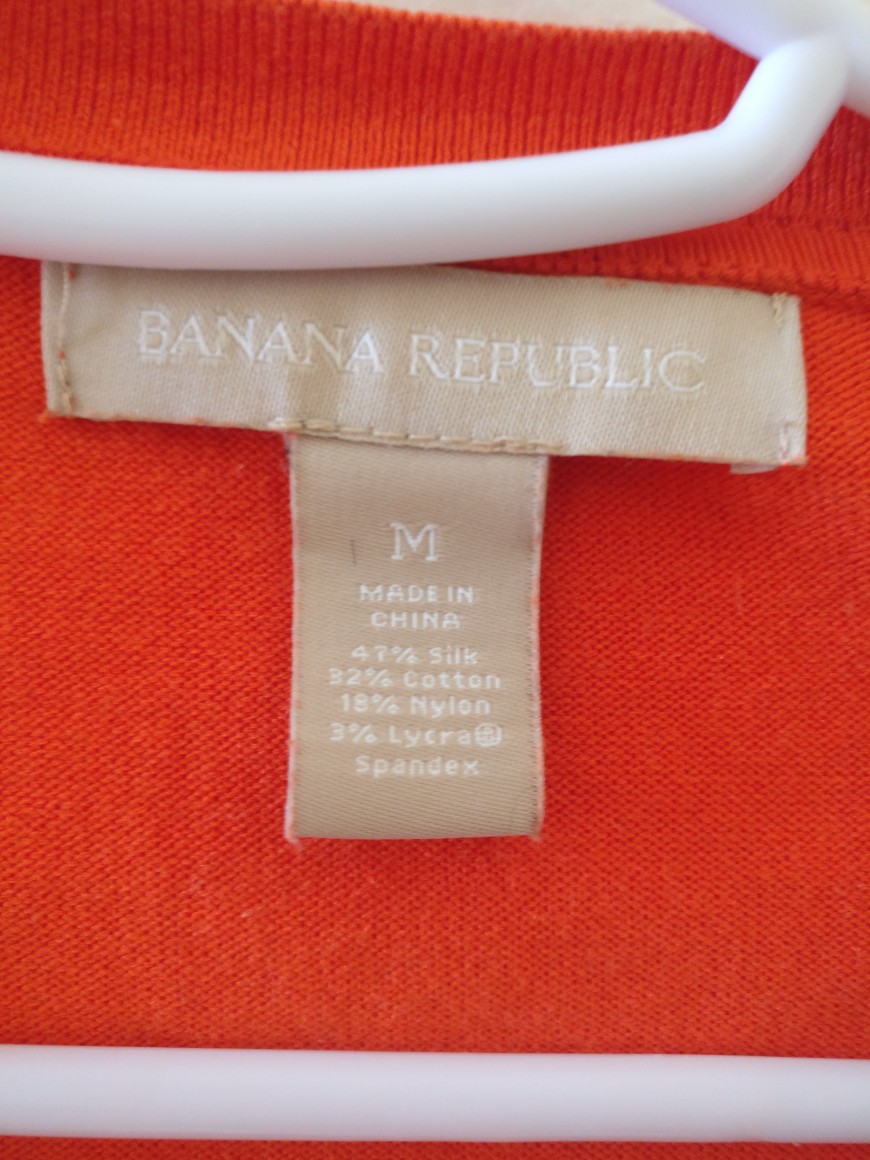 BANANA REPUBLIC
M
MADE IN
CHINA
47% Silk
32% Cotton
18% Nylon
3% Lycra®
Spandex